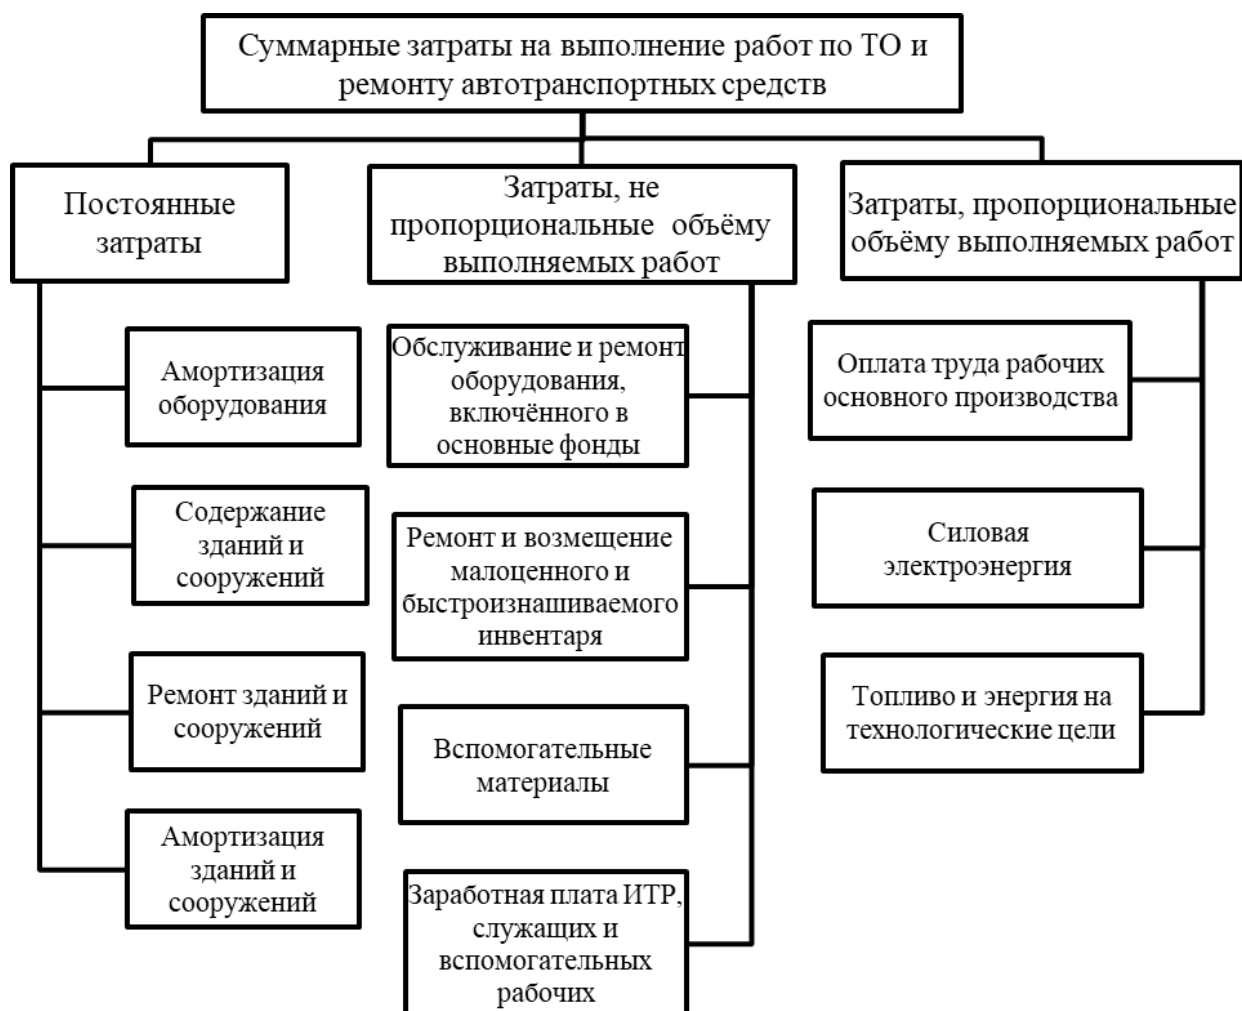 Суммарные затраты на выполнение работ по ТО и
ремонту автотранспортных средств
Постоянные
затраты
Амортизация
оборудования
Содержание
зданий и
сооружений
Ремонт зданий и
сооружений
Амортизация
зданий и
сооружений
Затраты, не
пропорциональные объёму
выполняемых работ
Обслуживание и ремонт
оборудования,
включённого в
основные фонды
Ремонт и возмещение
малоценного и
быстроизнашиваемого
инвентаря
Вспомогательные
материалы
Заработная плата ИТР,
служащих и
вспомогательных
рабочих
Затраты, пропорциональные
объёму выполняемых работ
Оплата труда рабочих
основного производства
Силовая
электроэнергия
Топливо и энергия на
технологические цели